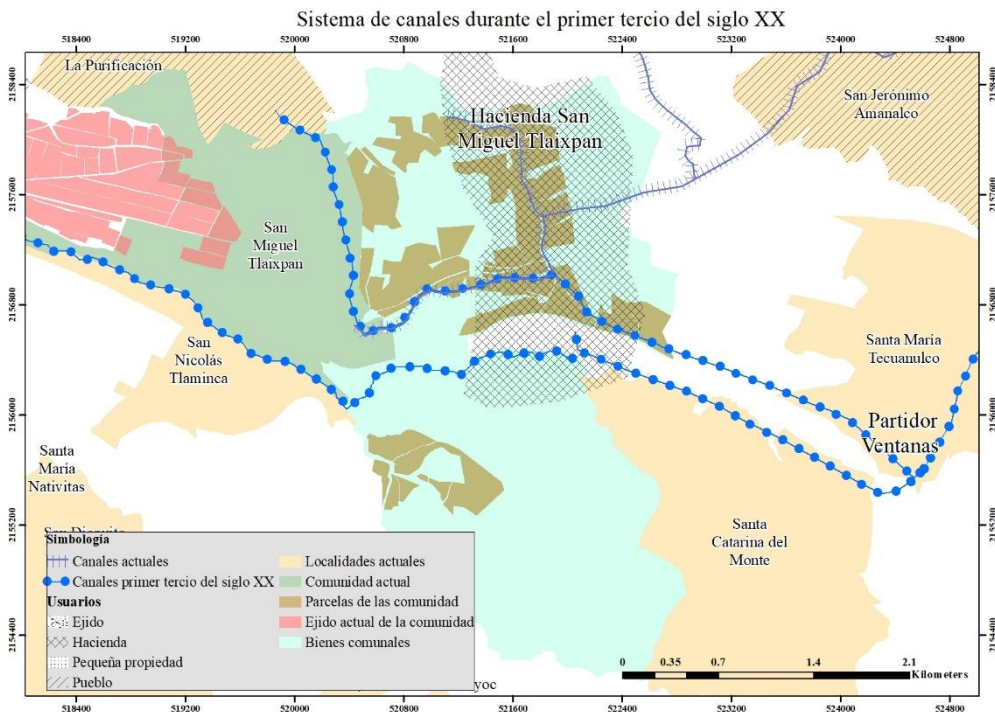 Sistema de canales durante el primer tercio del siglo XX
518400 519200 520000 520800 521600 522400 523200 524000 524800
2158400
2158400
La Purificación
Hacienda San
Miguel Tlaixpan
San Jerónimo
Amanalco
2157600
2157600
San
Miguel
Tlaixpan
2156800
2156800
San
Nicolás
Tlaminca
Santa María
Tecuanulco
2156000
2156000
Partidor
Ventanas
Santa
María
Nativitas
2155200
2155200
Santa
Catarina del
Monte
Simbología
Canales actuales
Canales primer tercio del siglo XX
Usuarios
Ejido
Hacienda
Pequeña propiedad
Pueblo
Localidades actuales
Comunidad actual
Parcelas de las comunidad
Ejido actual de la comunidad
Bienes comunales
2154400
2154400
0 0.35 0.7 1.4 2.1
Kilometers
518400 519200 520000 520800 521600 522400 523200 524000 524800